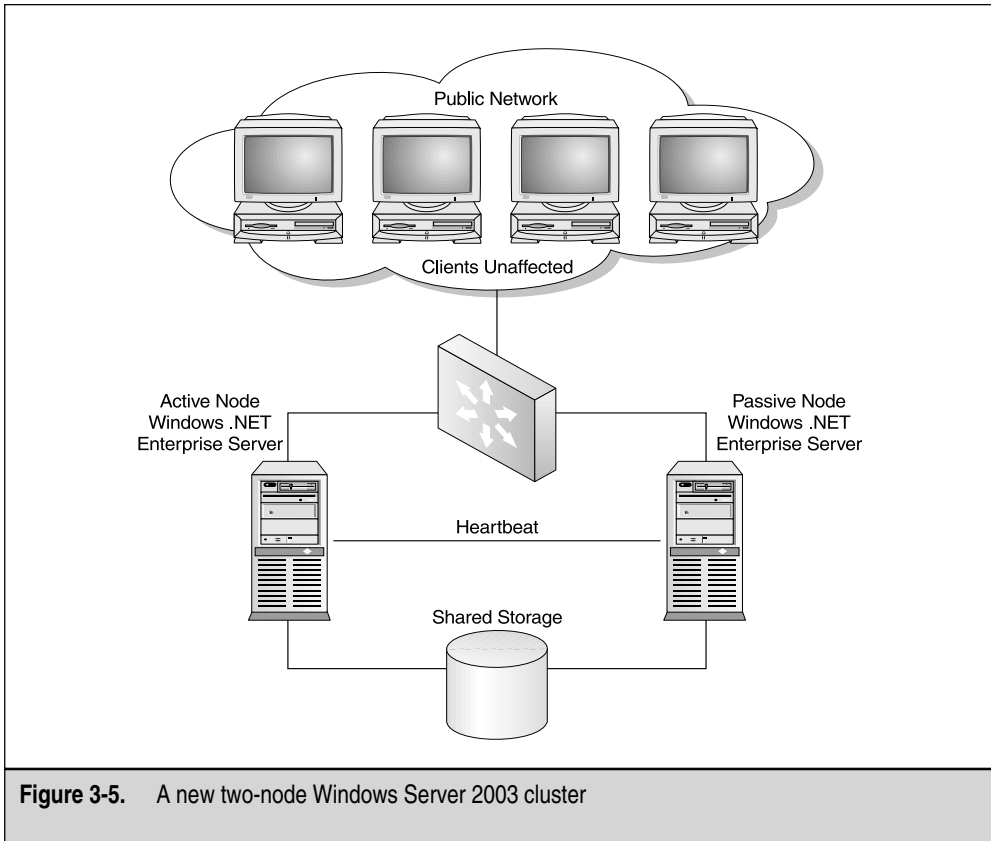 Public Network
Clients Unaffected
Active Node
Windows .NET
Enterprise Server
Passive Node
Windows .NET
Enterprise Server
Heartbeat
Shared Storage
Figure 3-5. A new two-node Windows Server 2003 cluster